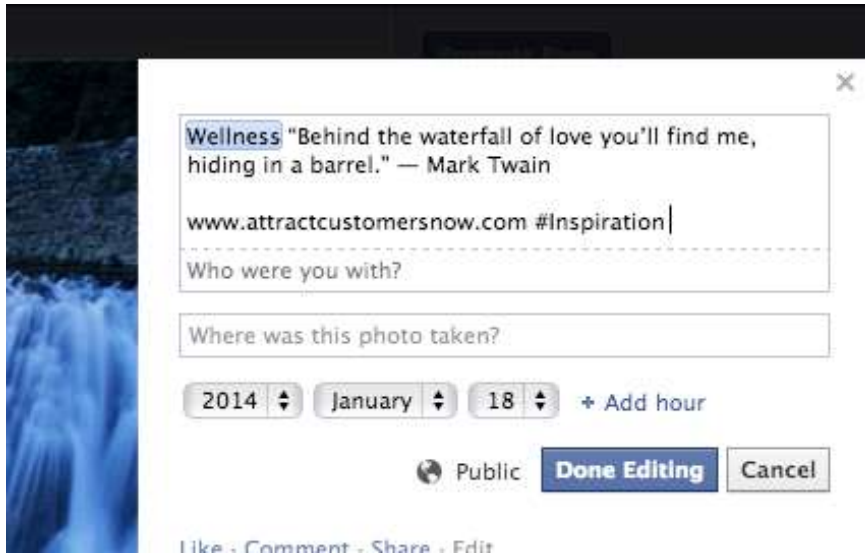 Wellness “Behind the waterfall of love you’ll find me,
hiding in a barrel.” — Mark Twain
www.attractcustomersnow.com #Inspiration
Who were you with?
Where was this photo taken?
2014 January 18 + Add hour
Public Done Editing Cancel
Like · Comment · Share · Edit